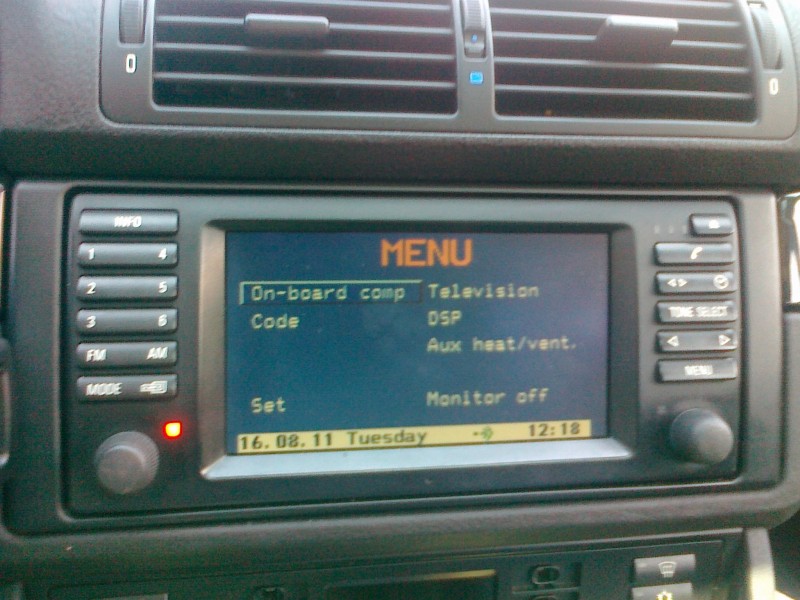 0
0
INFO
1 4
2 5
3 6
FM AM
MODE
MENU
On-board comp Television
Code DSP
Aux heat/vent.
Set Monitor off
16.08.11 Tuesday 12:18
TONE SELECT
MENU